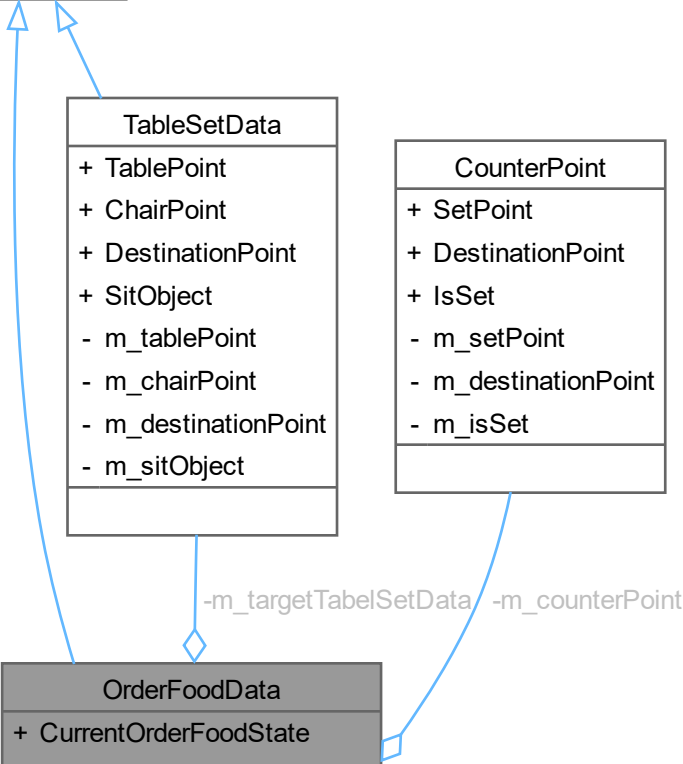 TableSetData
+ TablePoint
+ ChairPoint
+ DestinationPoint
+ SitObject
- m_tablePoint
- m_chairPoint
- m_destinationPoint
- m_sitObject
CounterPoint
+ SetPoint
+ DestinationPoint
+ IsSet
- m_setPoint
- m_destinationPoint
- m_isSet
-m_targetTabelSetData
-m_counterPoint
OrderFoodData
+ CurrentOrderFoodState